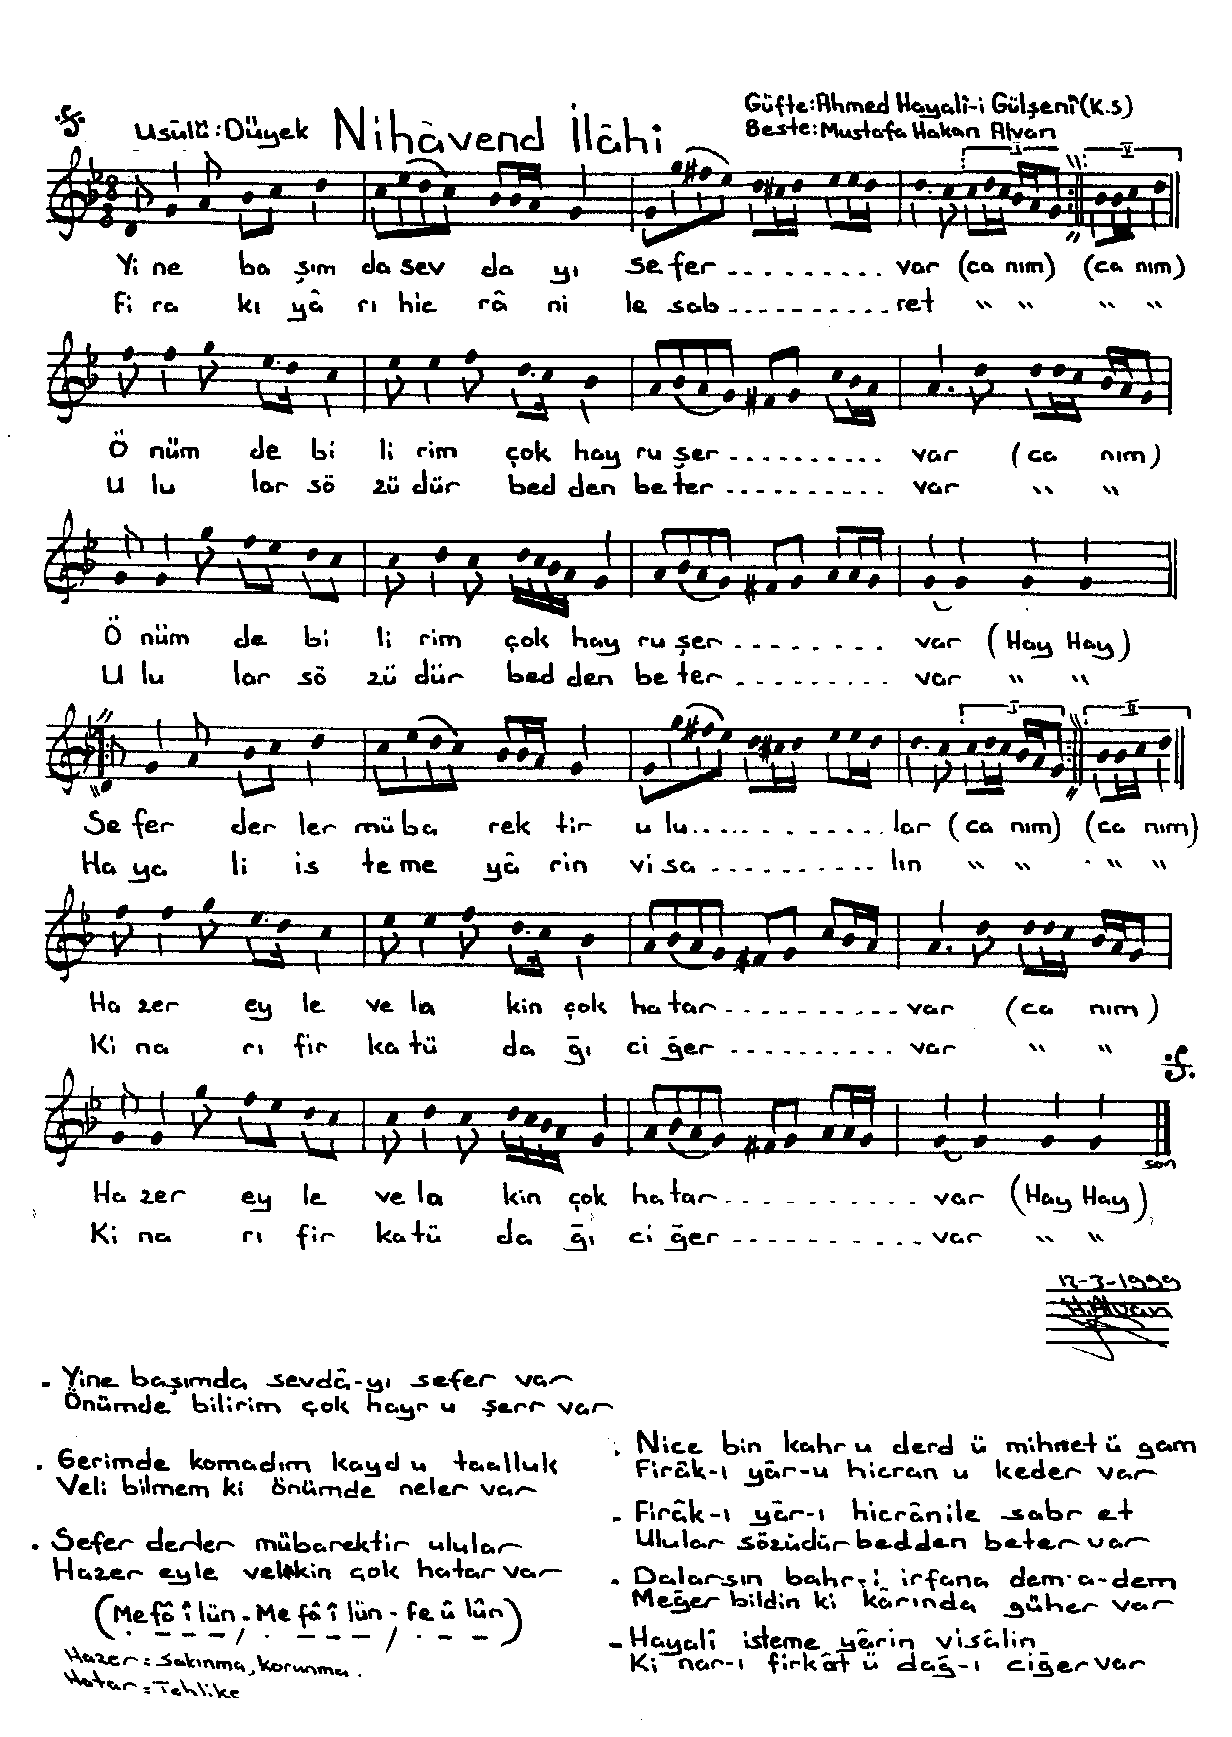 Usûlü: Düyek
Nihâvend İlâhi
Güfte: Ahmed Hayalî-i Gülşenî (K.S)
Beste: Mustafa Hakan Alvan
I II
8 8
Yi ne ba şım da sev da yı se fer ........... var (ca nım) (ca nım)
Fi ra kı yâ rı hic râ ni le sab ........... ret " " " "
Ö nüm de bi li rim çok hay ru şer ........... var (ca nım)
U lu lar sö zü dür bed den be ter ........... var " "
Ö nüm de bi li rim çok hay ru şer ........... var (Hay Hay)
U lu lar sö zü dür bed den be ter ........... var " "
I II
Se fer der ler mü ba rek tir u lu ........... lar (ca nım) (ca nım)
Ha ya li is te me yâ rin vi sa ........... lın " " " "
Ha zer ey le ve la kin çok ha tar ........... var (ca nım)
Ki na rı fir ka tü da ğı ci ğer ........... var " "
son
Ha zer ey le ve la kin çok ha tar ........... var (Hay Hay)
Ki na rı fir ka tü da ğı ci ğer ........... var " "
12-3-1999
H. Alvan
- Yine başımda sevdâ-yı sefer var
Önümde bilirim çok hayr u şerr var
. Gerimde komadım kayd u taalluk
Veli bilmem ki önümde neler var
. Sefer derler mübarektir ulular
Hazer eyle velâkin çok hatar var
(Me fâ î lün - Me fâ î lün - Fe û lün)
( . - - - / . - - - / . - - )
Hazer = Sakınma, korunma.
Hatar = Tehlike
. Nice bin kahr u derd ü mihnet ü gam
Firâk-ı yâr-u hicran u keder var
- Firâk-ı yâr-ı hicrânile sabr et
Ulular sözüdür bedden beter var
. Dalarsın bahr-i irfana dem-a-dem
Meğer bildin ki kârında güher var
- Hayalî isteme yârin visâlin
Ki nar-ı firkât ü dağ-ı ciğer var